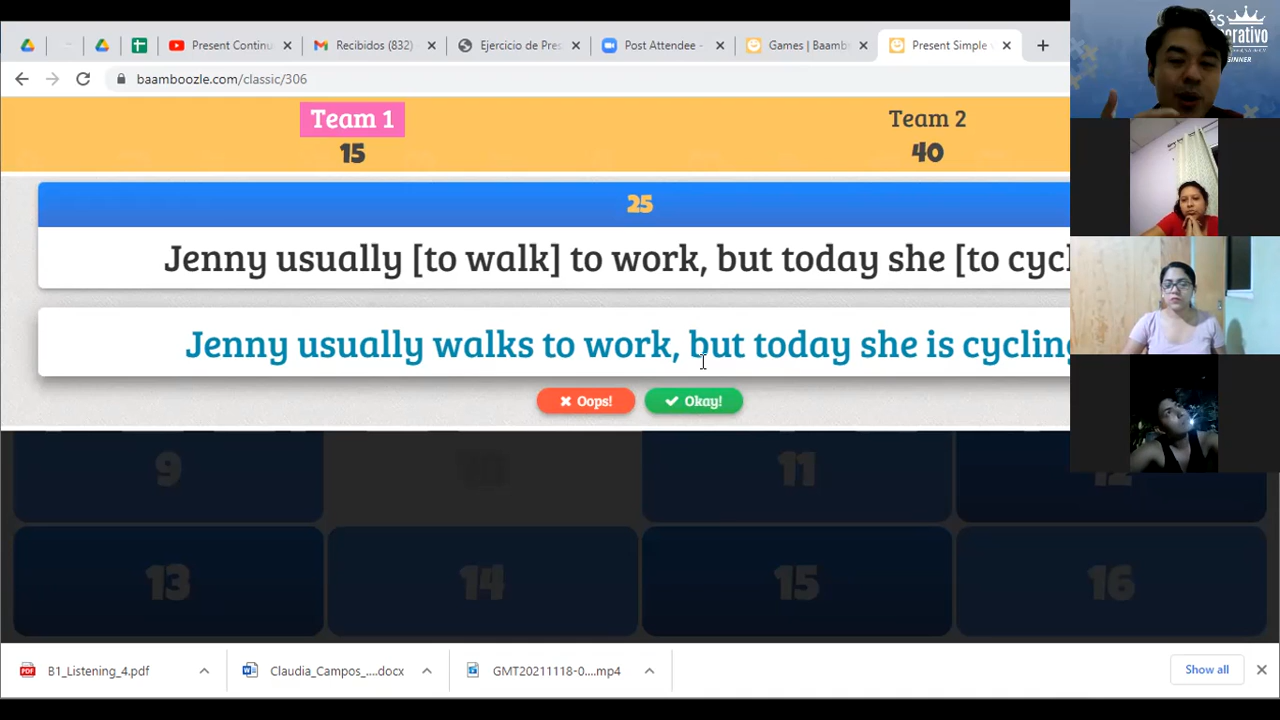 Present Continu
Recibidos (832)
Ejercicio de Pres
Post Attendee -
Games | Baamb
Present Simple
baamboozle.com/classic/306
Team 1
15
Team 2
40
25
Jenny usually [to walk] to work, but today she [to cycl
Jenny usually walks to work, but today she is cycling
Oops!
Okay!
9
10
11
12
13
14
15
16
B1_Listening_4.pdf
Claudia_Campos_....docx
GMT20211118-0....mp4
Show all